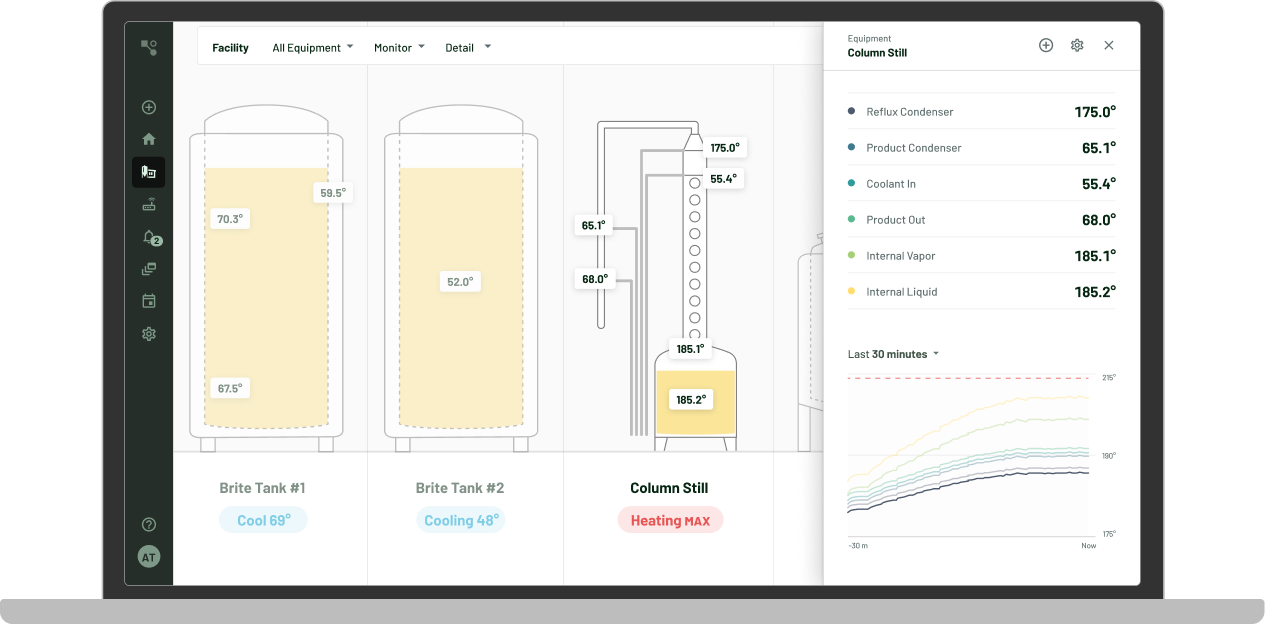 Facility
All Equipment
Monitor
Detail
2
AT
70.3°
59.5°
67.5°
52.0°
175.0°
55.4°
65.1°
68.0°
185.1°
185.2°
Brite Tank #1
Cool 69°
Brite Tank #2
Cooling 48°
Column Still
Heating MAX
Equipment
Column Still
Reflux Condenser 175.0°
Product Condenser 65.1°
Coolant In 55.4°
Product Out 68.0°
Internal Vapor 185.1°
Internal Liquid 185.2°
Last 30 minutes
215°
190°
175°
-30 m
Now